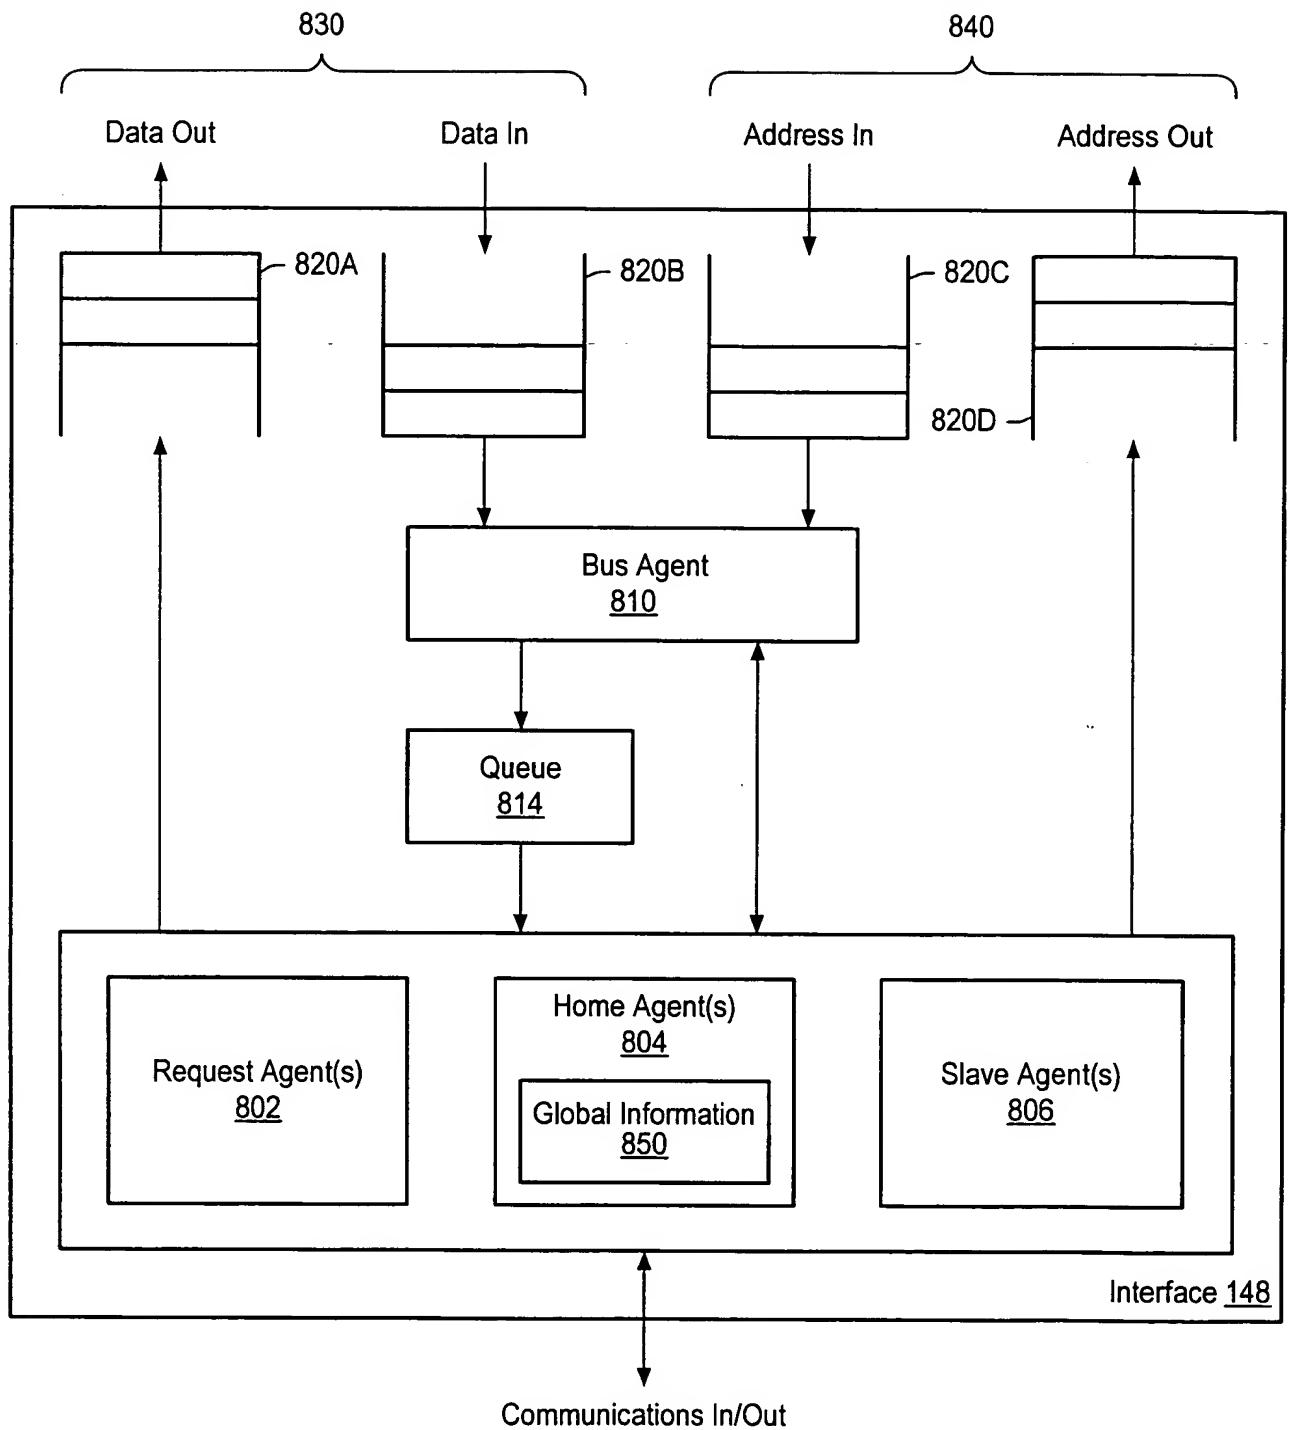 830
840
Data Out
Data In
Address In
Address Out
820A
820B
820C
820D
Bus Agent
810
Queue
814
Request Agent(s)
802
Home Agent(s)
804
Global Information
850
Slave Agent(s)
806
Interface 148
Communications In/Out